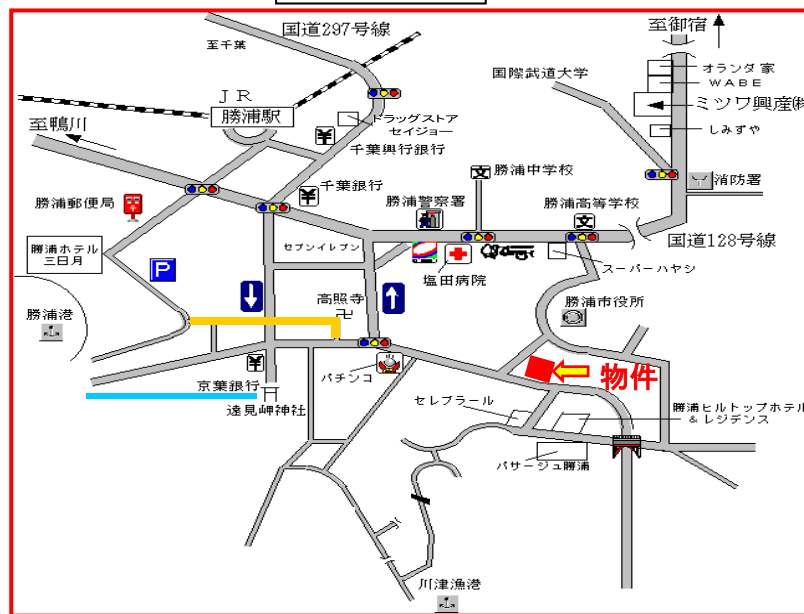 国道297号線
至千葉
至御宿
オランダ家
WABE
ミツワ興産㈱
しみずや
国際武道大学
JR
勝浦駅
ドラッグストア
セイジョー
至鴨川
千葉興行銀行
千葉銀行
勝浦中学校
勝浦警察署
勝浦高等学校
消防署
勝浦郵便局
国道128号線
勝浦ホテル
三日月
P
セブンイレブン
塩田病院
スーパーハヤシ
勝浦市役所
高照寺
勝浦港
京葉銀行
パチンコ
物件
遠見岬神社
セレブラール
勝浦ヒルトップホテル
&レジデンス
パサージュ勝浦
川津漁港